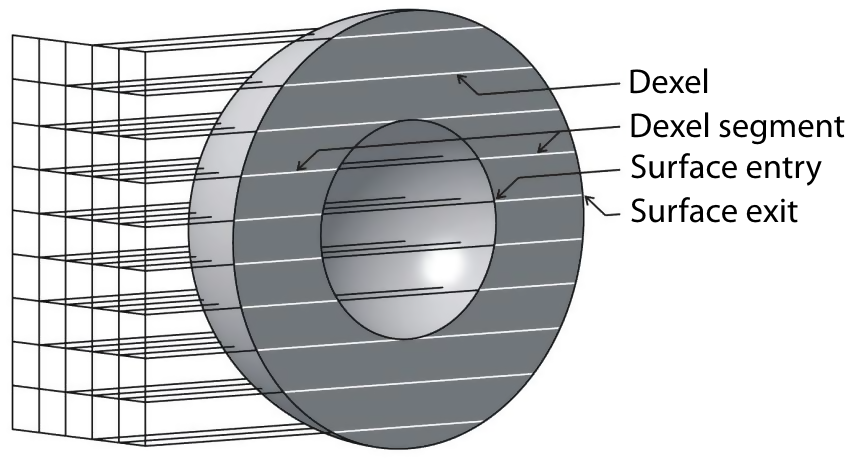 Dexel
Dexel segment
Surface entry
Surface exit